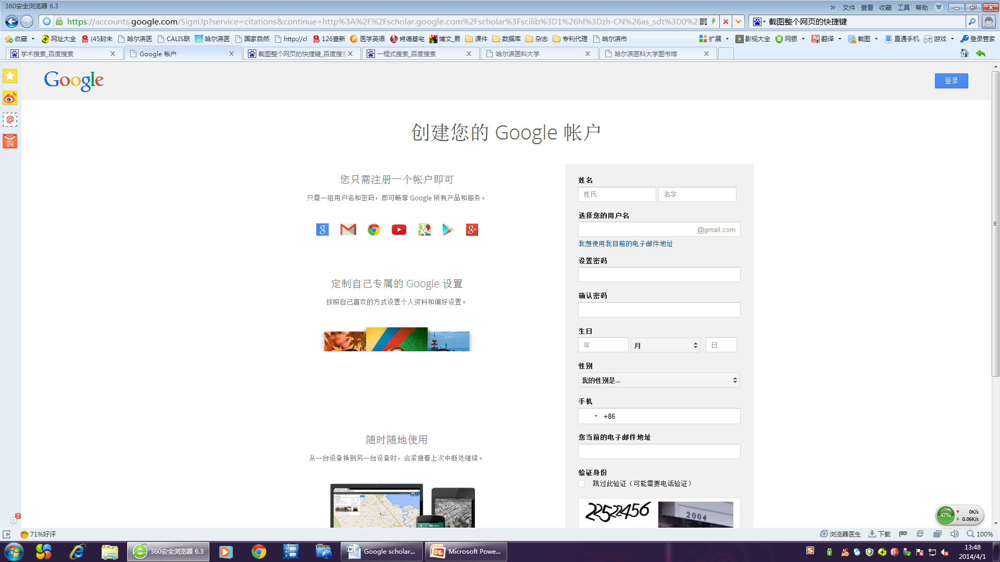 360安全浏览器 6.3
» 文件 查看 收藏 工具 帮助
https://accounts.google.com/SignUp?service=citations&continue=http%3A%2F%2Fscholar.google.com%2Fscholar%3Fscilib%3D1%26hl%3Dzh-CN%26as_sdt%3D0%2
截图整个网页的快捷键
收藏 网址大全 (45封未 哈尔滨医 CALIS联 哈尔滨医 国家自然 http://cl 126查新 医学英语 肯德基宅 博文_君 课件 数据库 杂志 专利代理 哈尔滨市 扩展 影视大全 网银 翻译 截图 直通手机 游戏 登录管家
学术搜索_百度搜索 Google 帐户 截图整个网页的快捷键_百度搜索 一框式搜索_百度搜索 哈尔滨医科大学 哈尔滨医科大学图书馆
Google
登录
创建您的 Google 帐户
您只需注册一个帐户即可
只需一组用户名和密码，即可畅享 Google 所有产品和服务。
定制自己专属的 Google 设置
按照自己喜欢的方式设置个人资料和偏好设置。
随时随地使用
从一台设备换到另一台设备时，会紧接着上次中断处继续。
姓名
姓氏 名字
选择您的用户名
@gmail.com
我想使用我目前的电子邮件地址
设置密码
确认密码
生日
年 月 日
性别
我的性别是...
手机
+86
您当前的电子邮件地址
验证身份
跳过此验证（可能需要电话验证）
2252456 2004
购
2
47% 0K/s
0.06K/s
71%好评
浏览器医生 下载 100%
360安全浏览器 6.3 Google scholar... Microsoft Powe...
13:48
2014/4/1